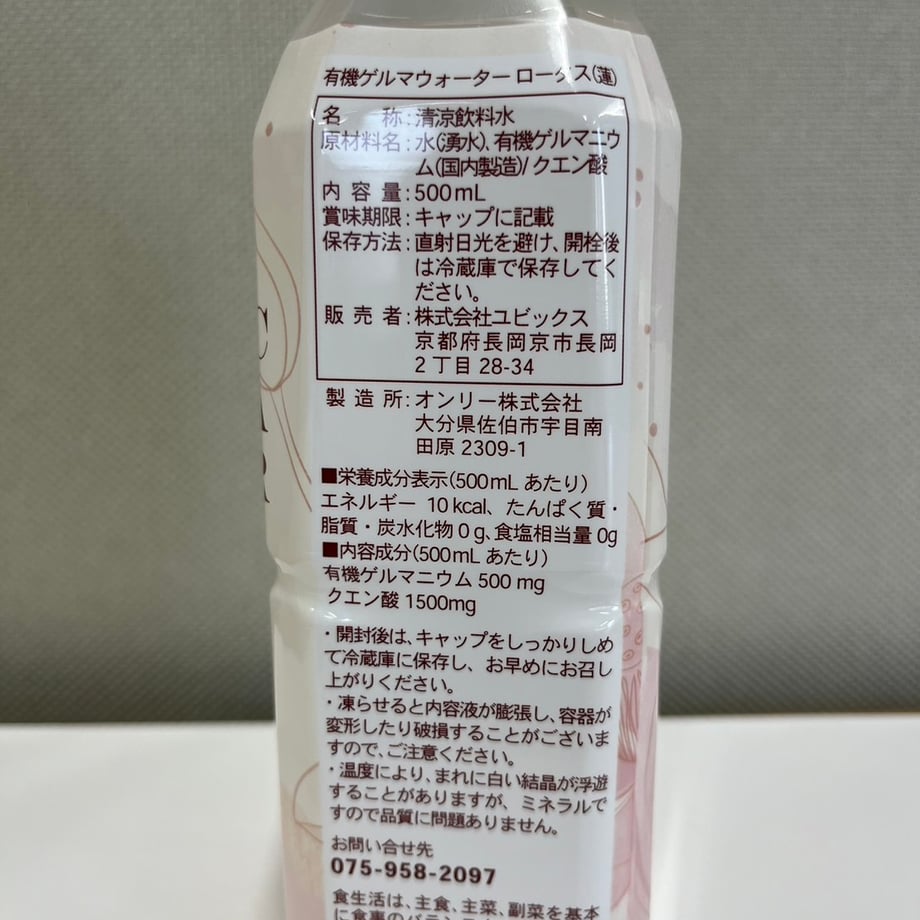 有機ゲルマウォーター ロータス(蓮)
名　　称:清涼飲料水
原材料名:水(湧水)、有機ゲルマニウ
ム(国内製造)/クエン酸
内 容 量:500mL
賞味期限:キャップに記載
保存方法:直射日光を避け、開栓後
は冷蔵庫で保存してく
ださい。
販 売 者:株式会社ユビックス
京都府長岡京市長岡
2丁目28-34
製 造 所:オンリー株式会社
大分県佐伯市宇目南
田原 2309-1
■栄養成分表示(500mL あたり)
エネルギー 10kcal、たんぱく質・
脂質・炭水化物0g、食塩相当量0g
■内容成分(500mL あたり)
有機ゲルマニウム 500 mg
クエン酸 1500mg
・開封後は、キャップをしっかりしめ
て冷蔵庫に保存し、お早めにお召し
上がりください。
・凍らせると内容液が膨張し、容器が
変形したり破損することがございま
すので、ご注意ください。
・温度により、まれに白い結晶が浮遊
することがありますが、ミネラルで
すので品質に問題ありません。
お問い合せ先
075-958-2097
食生活は、主食、主菜、副菜を基本
に食事のバランス